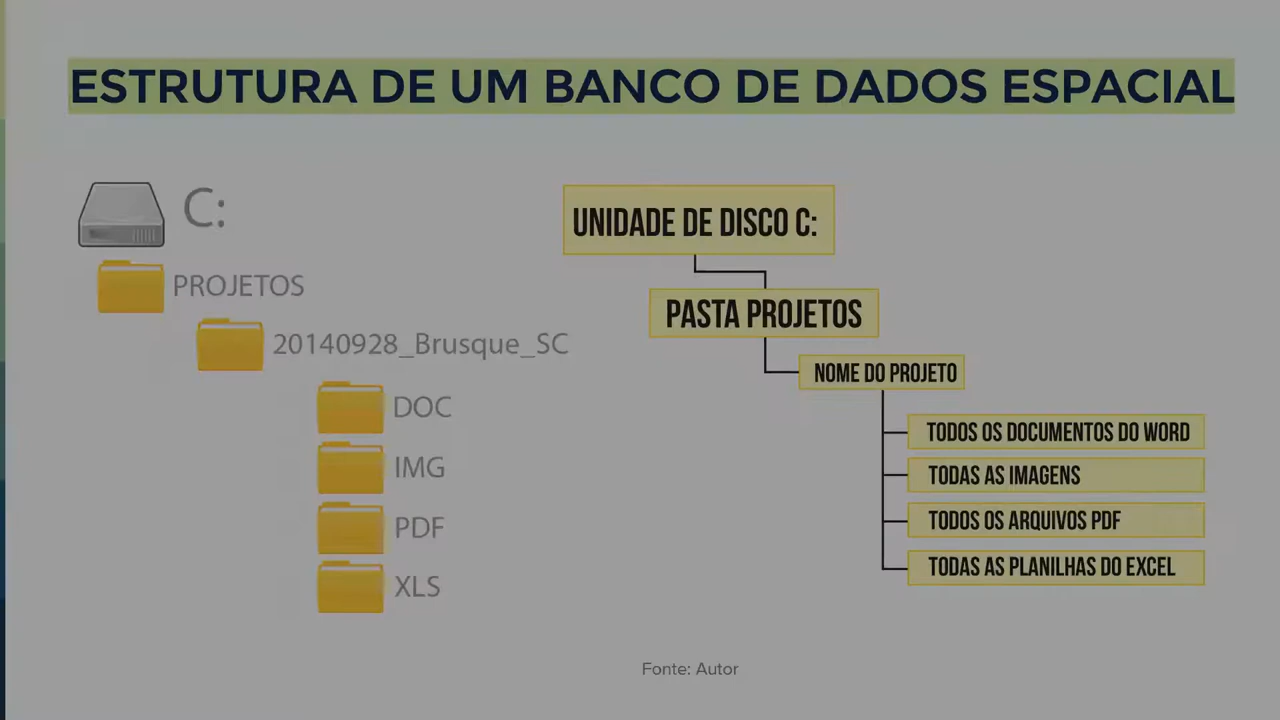 ESTRUTURA DE UM BANCO DE DADOS ESPACIAL
C:
PROJETOS
20140928_Brusque_SC
DOC
IMG
PDF
XLS
UNIDADE DE DISCO C:
PASTA PROJETOS
NOME DO PROJETO
TODOS OS DOCUMENTOS DO WORD
TODAS AS IMAGENS
TODOS OS ARQUIVOS PDF
TODAS AS PLANILHAS DO EXCEL
Fonte: Autor